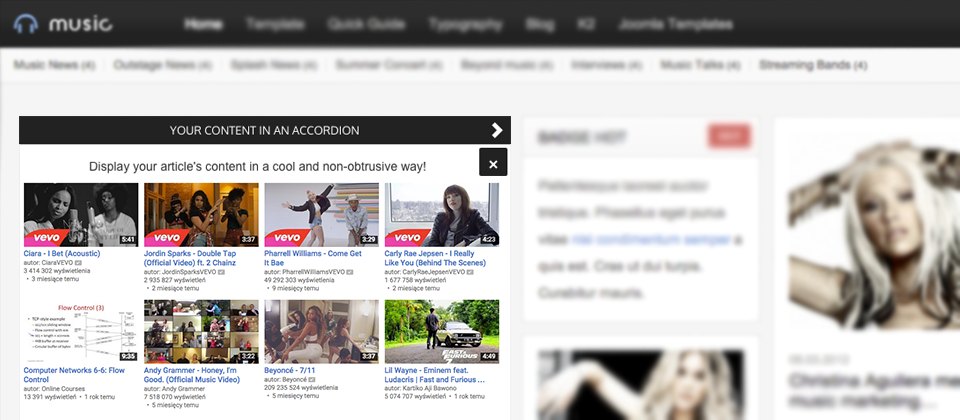 music Home Template Quick Guide Typography Blog K2 Joomla Templates
Music News (4) Outstage News (4) Splash News (4) Summer Concert (4) Beyond music (4) Interviews (4) Music Talks (4) Streaming Bands (4)
YOUR CONTENT IN AN ACCORDION
Display your article's content in a cool and non-obtrusive way!
vevo 5:41
Ciara - I Bet (Acoustic)
autor: CiaraVEVO
3 414 302 wyświetlenia
• 3 miesiące temu
vevo 3:37
Jordin Sparks - Double Tap
(Official Video) ft. 2 Chainz
autor: JordinSparksVEVO
2 935 827 wyświetleń
• 2 miesiące temu
vevo 3:29
Pharrell Williams - Come Get
It Bae
autor: PharrellWilliamsVEVO
49 292 303 wyświetleń
• 9 miesięcy temu
vevo 4:23
Carly Rae Jepsen - I Really
Like You (Behind The Scenes)
autor: CarlyRaeJepsenVEVO
1 677 758 wyświetleń
• 2 miesiące temu
Flow Control (3)
9:35
Computer Networks 6-6: Flow
Control
autor: Online Courses
13 391 wyświetleń • 1 rok temu
3:22
Andy Grammer - Honey, I'm
Good. (Official Music Video)
autor: Andy Grammer
7 518 070 wyświetleń
• 5 miesięcy temu
3:37
Beyoncé - 7/11
autor: Beyoncé
209 235 524 wyświetlenia
• 5 miesięcy temu
FAST & FURIOUS 4:49
Lil Wayne - Eminem feat.
Ludacris | Fast and Furious ...
autor: Kartiko Aji Bawono
5 074 707 wyświetleń • 1 rok temu
BADGE HOT HOT
Pellentesque laoreet auctor
tristique. Phasellus eget purus
vitae nisi condimentum semper a
quis est. Cras ut dui turpis.
Curabitur mauris.
Christina Aguilera
music marketing...